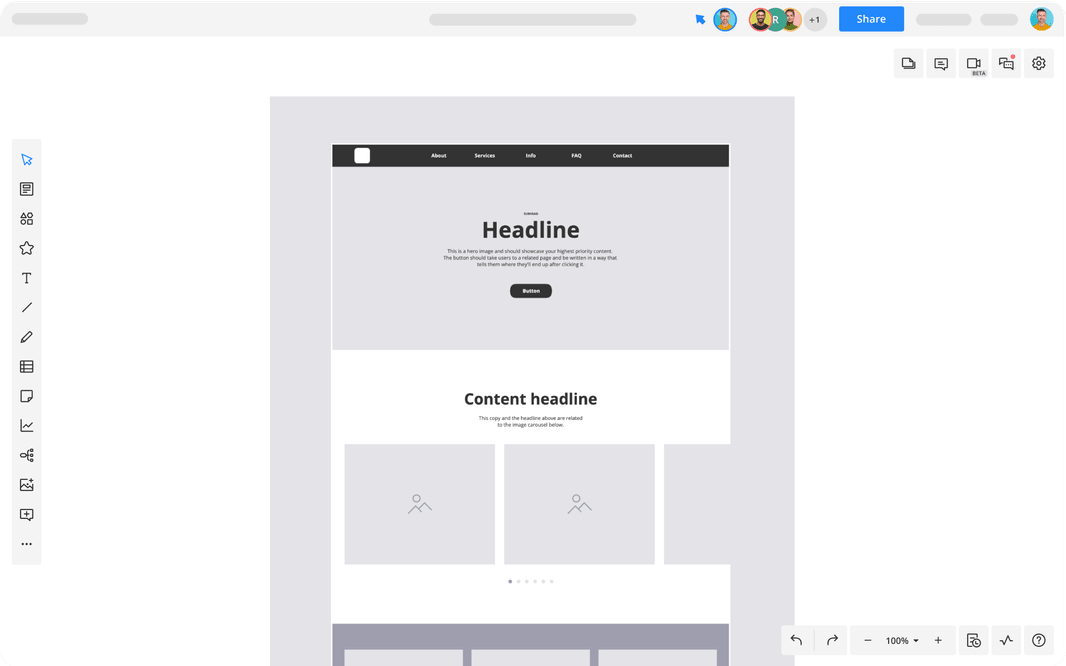 R
+1
Share
BETA
About Services Info FAQ Contact
Headline
This is a hero image and should showcase your highest priority content.
The button should take users to a related page and be written in a way that
tells them where they'll end up after clicking it.
Button
Content headline
This copy and the headline above are related
to the image carousel below.
100%